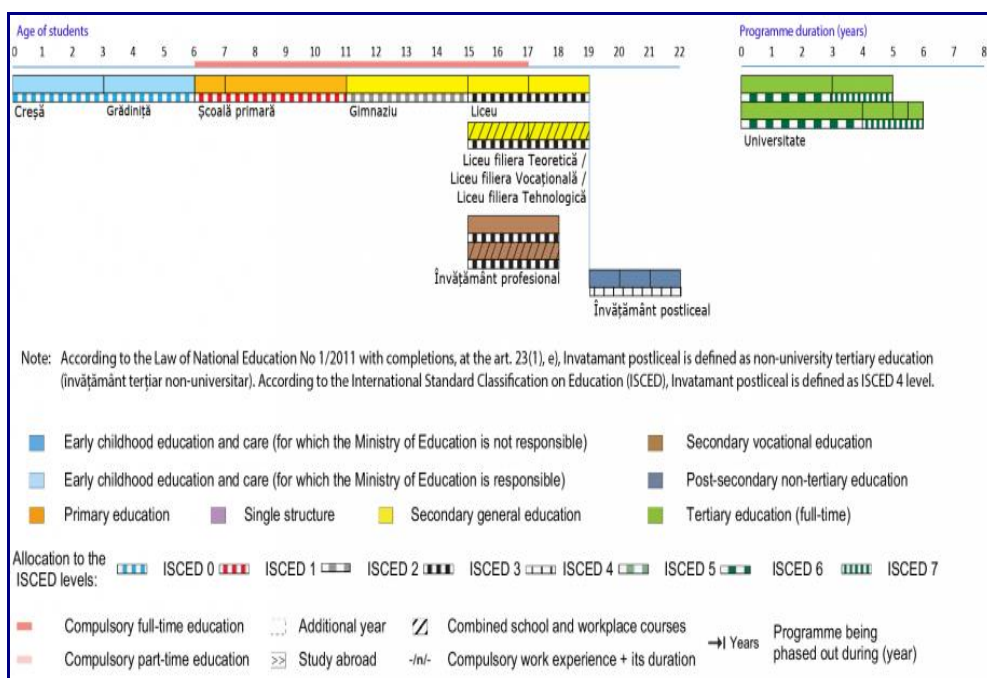 Age of students
Programme duration (years)
0 1 2 3 4 5 6 7 8 9 10 11 12 13 14 15 16 17 18 19 20 21 22
0 1 2 3 4 5 6 7 8
Creșă
Grădiniță
Școală primară
Gimnaziu
Liceu
Universitate
Liceu filiera Teoretică /
Liceu filiera Vocațională /
Liceu filiera Tehnologică
Învățământ profesional
Învățământ postliceal
Note: According to the Law of National Education No 1/2011 with completions, at the art. 23(1), e), Invatamant postliceal is defined as non-university tertiary education
(învățământ terțiar non-universitar). According to the International Standard Classification on Education (ISCED), Invatamant postliceal is defined as ISCED 4 level.
Early childhood education and care (for which the Ministry of Education is not responsible)
Secondary vocational education
Early childhood education and care (for which the Ministry of Education is responsible)
Post-secondary non-tertiary education
Primary education
Single structure
Secondary general education
Tertiary education (full-time)
Allocation to the
ISCED levels:
ISCED 0
ISCED 1
ISCED 2
ISCED 3
ISCED 4
ISCED 5
ISCED 6
ISCED 7
Compulsory full-time education
Additional year
Combined school and workplace courses
Years
Programme being
phased out during (year)
Compulsory part-time education
>> Study abroad
-/n/- Compulsory work experience + its duration